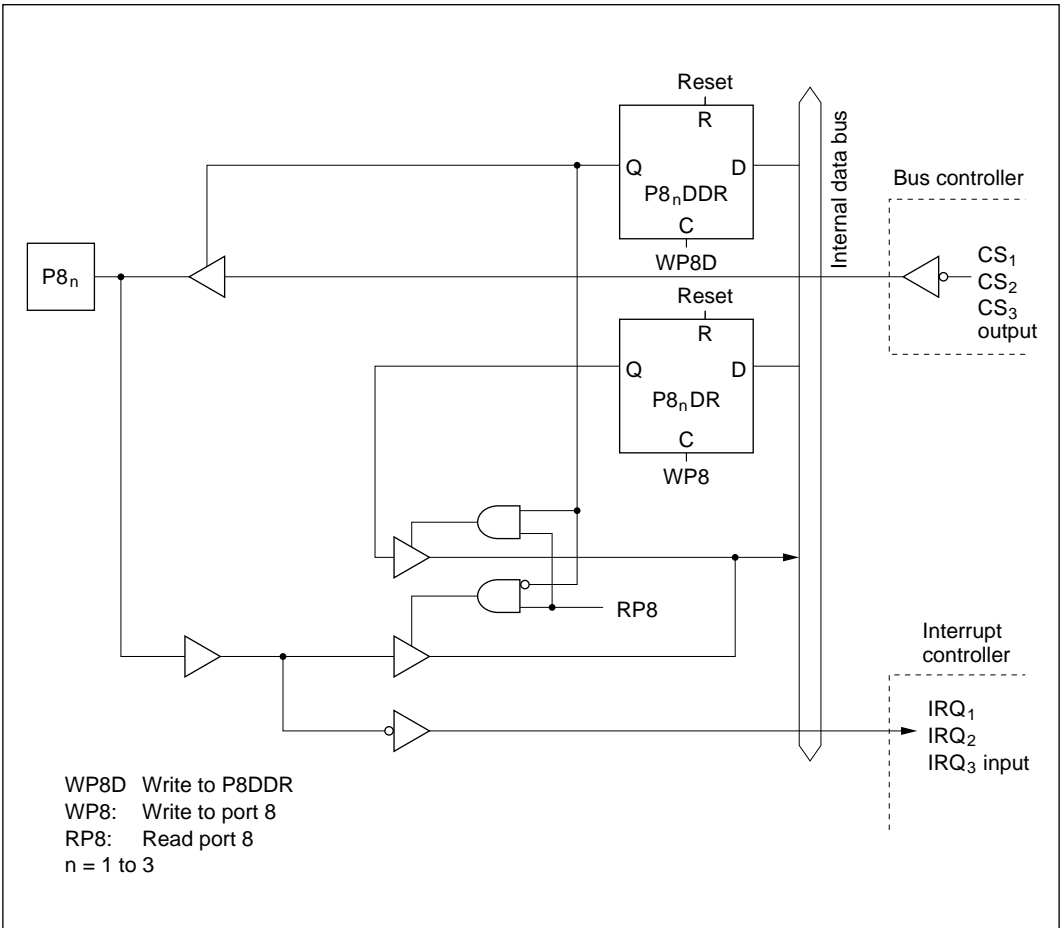 Reset
R
Q
D
P8nDDR
C
WP8D
Internal data bus
Bus controller
CS1
CS2
CS3
output
P8n
Reset
R
Q
D
P8nDR
C
WP8
RP8
Interrupt
controller
IRQ1
IRQ2
IRQ3 input
WP8D Write to P8DDR
WP8: Write to port 8
RP8: Read port 8
n = 1 to 3